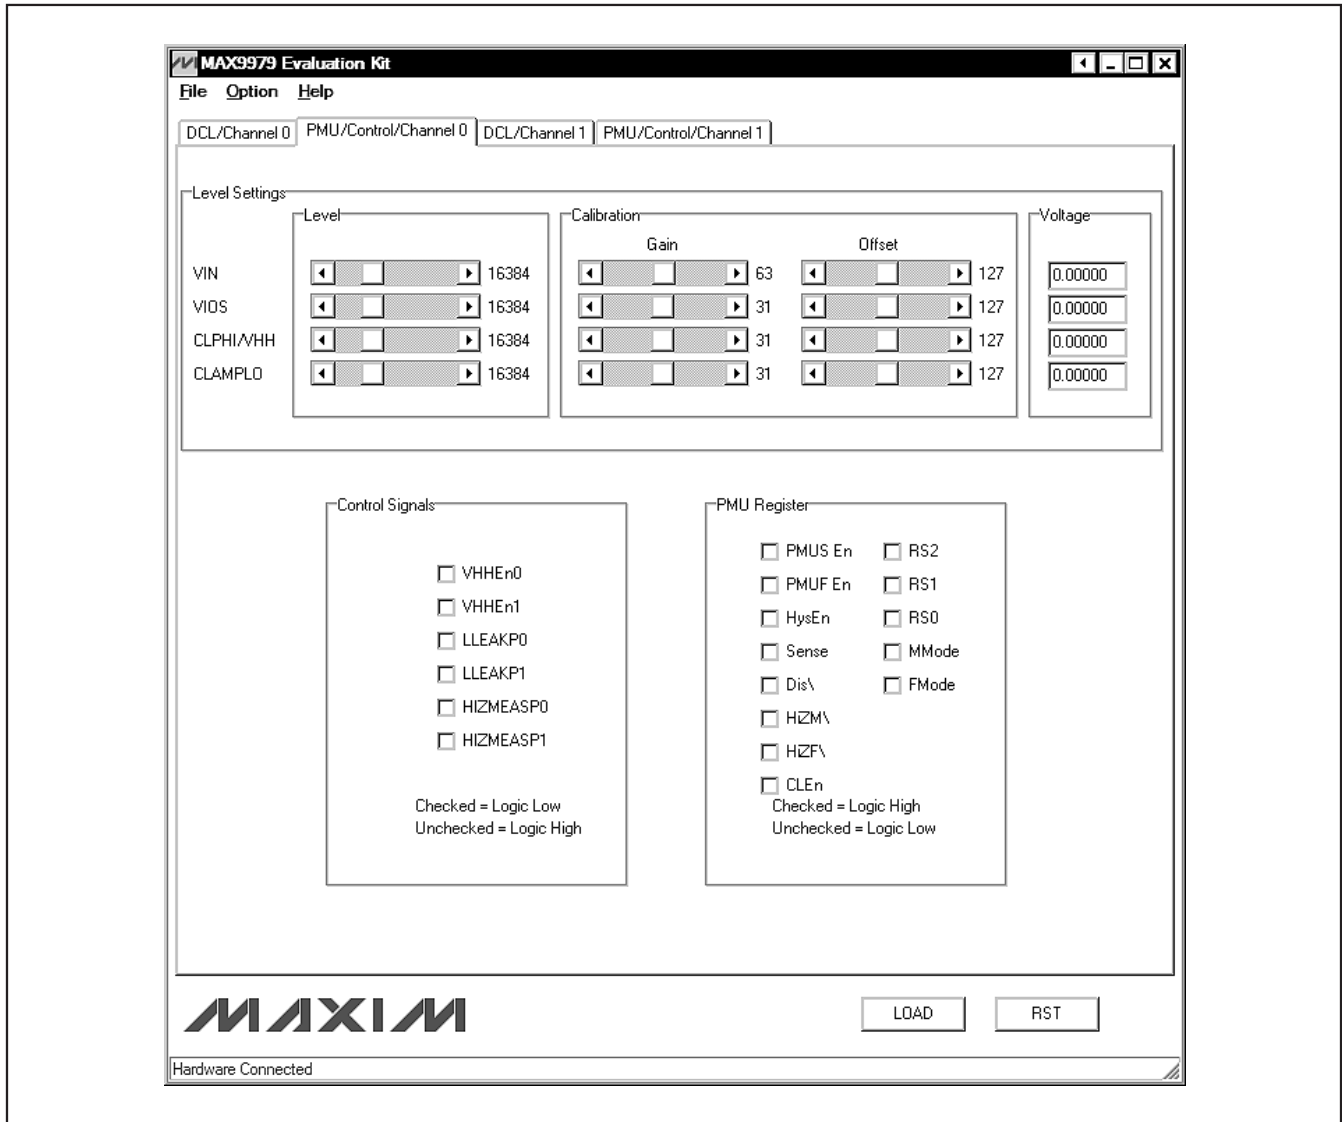 MAX9979 Evaluation Kit
File Option Help
DCL/Channel 0 PMU/Control/Channel 0 DCL/Channel 1 PMU/Control/Channel 1
Level Settings
Level Calibration Voltage
Gain Offset
VIN 16384 63 127 0.00000
VIOS 16384 31 127 0.00000
CLPHI/VHH 16384 31 127 0.00000
CLAMPLO 16384 31 127 0.00000
Control Signals
VHHEn0
VHHEn1
LLEAKP0
LLEAKP1
HIZMEASP0
HIZMEASP1
Checked = Logic Low
Unchecked = Logic High
PMU Register
PMUS En RS2
PMUF En RS1
HysEn RS0
Sense MMode
Dis\ FMode
HiZM\
HiZF\
CLEn
Checked = Logic High
Unchecked = Logic Low
MAXIM LOAD RST
Hardware Connected